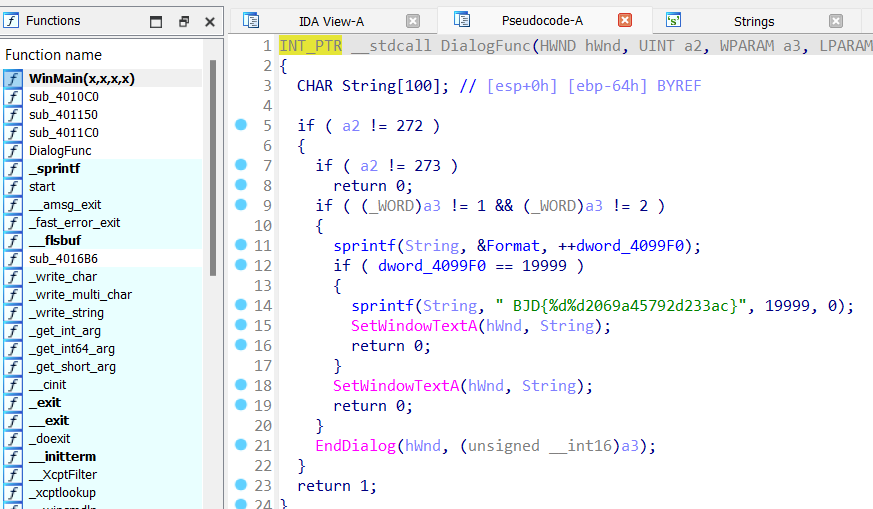 Functions
Function name
WinMain(x,x,x,x)
sub_4010C0
sub_401150
sub_4011C0
DialogFunc
_sprintf
start
__amsg_exit
_fast_error_exit
__flsbuf
sub_4016B6
_write_char
_write_multi_char
_write_string
_get_int_arg
_get_int64_arg
_get_short_arg
__cinit
_exit
__exit
_doexit
__initterm
__XcptFilter
_xcptlookup
IDA View-A
Pseudocode-A
Strings
1 INT_PTR __stdcall DialogFunc(HWND hWnd, UINT a2, WPARAM a3, LPARAM
2 {
3 CHAR String[100]; // [esp+0h] [ebp-64h] BYREF
4
5 if ( a2 != 272 )
6 {
7 if ( a2 != 273 )
8 return 0;
9 if ( (_WORD)a3 != 1 && (_WORD)a3 != 2 )
10 {
11 sprintf(String, &Format, ++dword_4099F0);
12 if ( dword_4099F0 == 19999 )
13 {
14 sprintf(String, " BJD{%d%d2069a45792d233ac}", 19999, 0);
15 SetWindowTextA(hWnd, String);
16 return 0;
17 }
18 SetWindowTextA(hWnd, String);
19 return 0;
20 }
21 EndDialog(hWnd, (unsigned __int16)a3);
22 }
23 return 1;
24 }